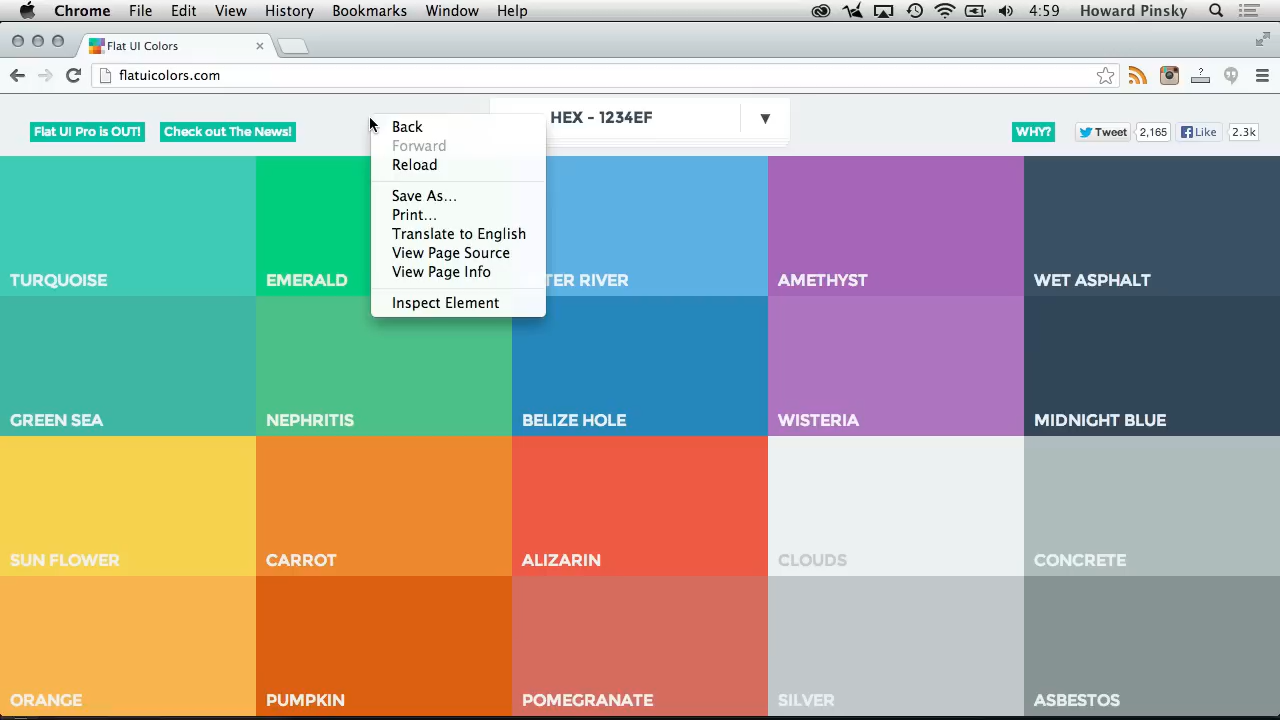 Chrome File Edit View History Bookmarks Window Help 4:59 Howard Pinsky
Flat UI Colors
flatuicolors.com
HEX - 1234EF
Flat UI Pro is OUT! Check out The News! WHY? Tweet 2,165 Like 2.3k
Back
Forward
Reload
Save As...
Print...
Translate to English
View Page Source
View Page Info
Inspect Element
TURQUOISE EMERALD TER RIVER AMETHYST WET ASPHALT
GREEN SEA NEPHRITIS BELIZE HOLE WISTERIA MIDNIGHT BLUE
SUN FLOWER CARROT ALIZARIN CLOUDS CONCRETE
ORANGE PUMPKIN POMEGRANATE SILVER ASBESTOS